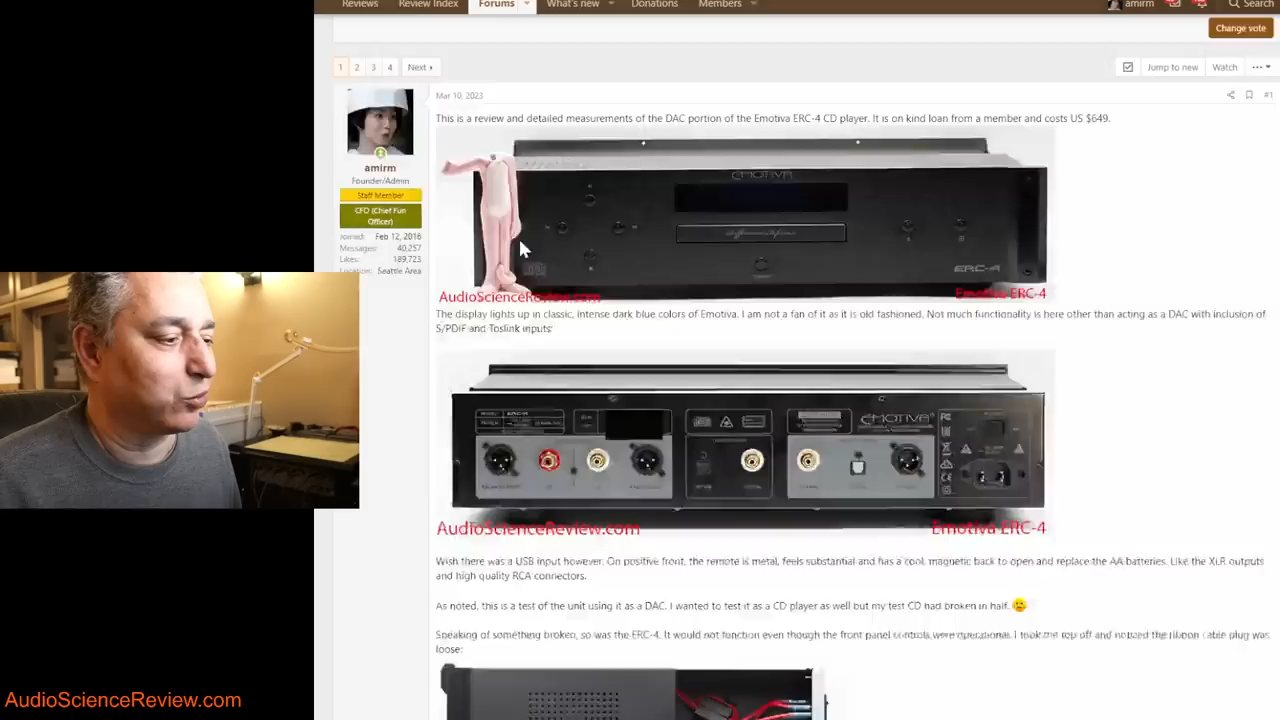 Reviews Review Index Forums What's new Donations Members amirm Search
Change vote
1 2 3 4 Next Jump to new Watch
Mar 10, 2023 #1
This is a review and detailed measurements of the DAC portion of the Emotiva ERC-4 CD player. It is on kind loan from a member and costs US $649.
EMOTIVA
ERC-4
AudioScienceReview.com Emotiva ERC-4
amirm
Founder/Admin
Staff Member
CFO (Chief Fun
Officer)
Joined: Feb 12, 2016
Messages: 40,257
Likes: 189,723
Location: Seattle Area
The display lights up in classic, intense dark blue colors of Emotiva. I am not a fan of it as it is old fashioned. Not much functionality is here other than acting as a DAC with inclusion of
S/PDIF and Toslink inputs:
EMOTIVA
AudioScienceReview.com Emotiva ERC-4
Wish there was a USB input however. On positive front, the remote is metal, feels substantial and has a cool, magnetic back to open and replace the AA batteries. Like the XLR outputs
and high quality RCA connectors.
As noted, this is a test of the unit using it as a DAC. I wanted to test it as a CD player as well but my test CD had broken in half.
Speaking of something broken, so was the ERC-4. It would not function even though the front panel controls were operational. I took the top off and noticed the ribbon cable plug was
loose:
AudioScienceReview.com